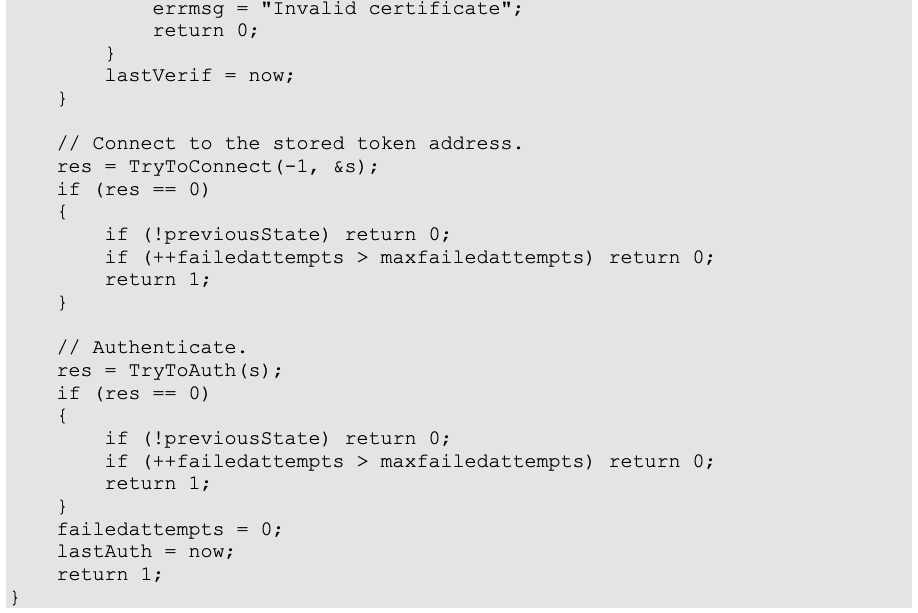 errmsg = "Invalid certificate";
return 0;
}
lastVerif = now;
}
// Connect to the stored token address.
res = TryToConnect(-1, &s);
if (res == 0)
{
if (!previousState) return 0;
if (++failedattempts > maxfailedattempts) return 0;
return 1;
}
// Authenticate.
res = TryToAuth(s);
if (res == 0)
{
if (!previousState) return 0;
if (++failedattempts > maxfailedattempts) return 0;
return 1;
}
failedattempts = 0;
lastAuth = now;
return 1;
}